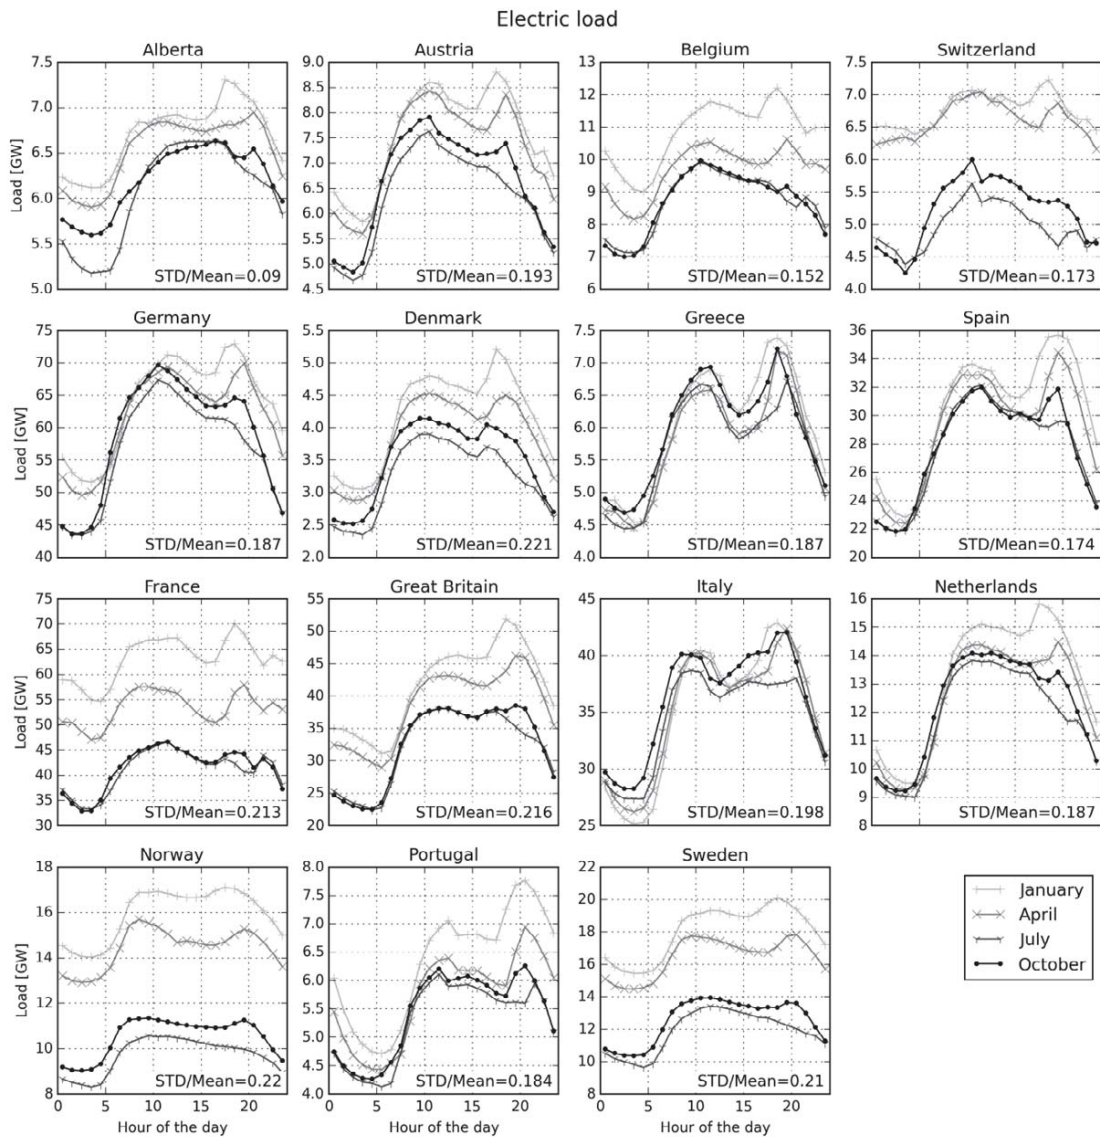 Electric load
Alberta
Austria
Belgium
Switzerland
Load [GW]
7.5
7.0
6.5
6.0
5.5
5.0
STD/Mean=0.09
9.0
8.5
8.0
7.5
7.0
6.5
6.0
5.5
5.0
4.5
STD/Mean=0.193
13
12
11
10
9
8
7
6
STD/Mean=0.152
7.5
7.0
6.5
6.0
5.5
5.0
4.5
4.0
STD/Mean=0.173
Germany
Denmark
Greece
Spain
Load [GW]
75
70
65
60
55
50
45
40
STD/Mean=0.187
5.5
5.0
4.5
4.0
3.5
3.0
2.5
2.0
STD/Mean=0.221
7.5
7.0
6.5
6.0
5.5
5.0
4.5
4.0
STD/Mean=0.187
36
34
32
30
28
26
24
22
20
STD/Mean=0.174
France
Great Britain
Italy
Netherlands
Load [GW]
75
70
65
60
55
50
45
40
35
30
STD/Mean=0.213
55
50
45
40
35
30
25
20
STD/Mean=0.216
45
40
35
30
25
STD/Mean=0.198
16
15
14
13
12
11
10
9
8
STD/Mean=0.187
Norway
Portugal
Sweden
Load [GW]
18
16
14
12
10
8
STD/Mean=0.22
0 5 10 15 20
Hour of the day
8.0
7.5
7.0
6.5
6.0
5.5
5.0
4.5
4.0
STD/Mean=0.184
0 5 10 15 20
Hour of the day
22
20
18
16
14
12
10
8
STD/Mean=0.21
0 5 10 15 20
Hour of the day
January
April
July
October